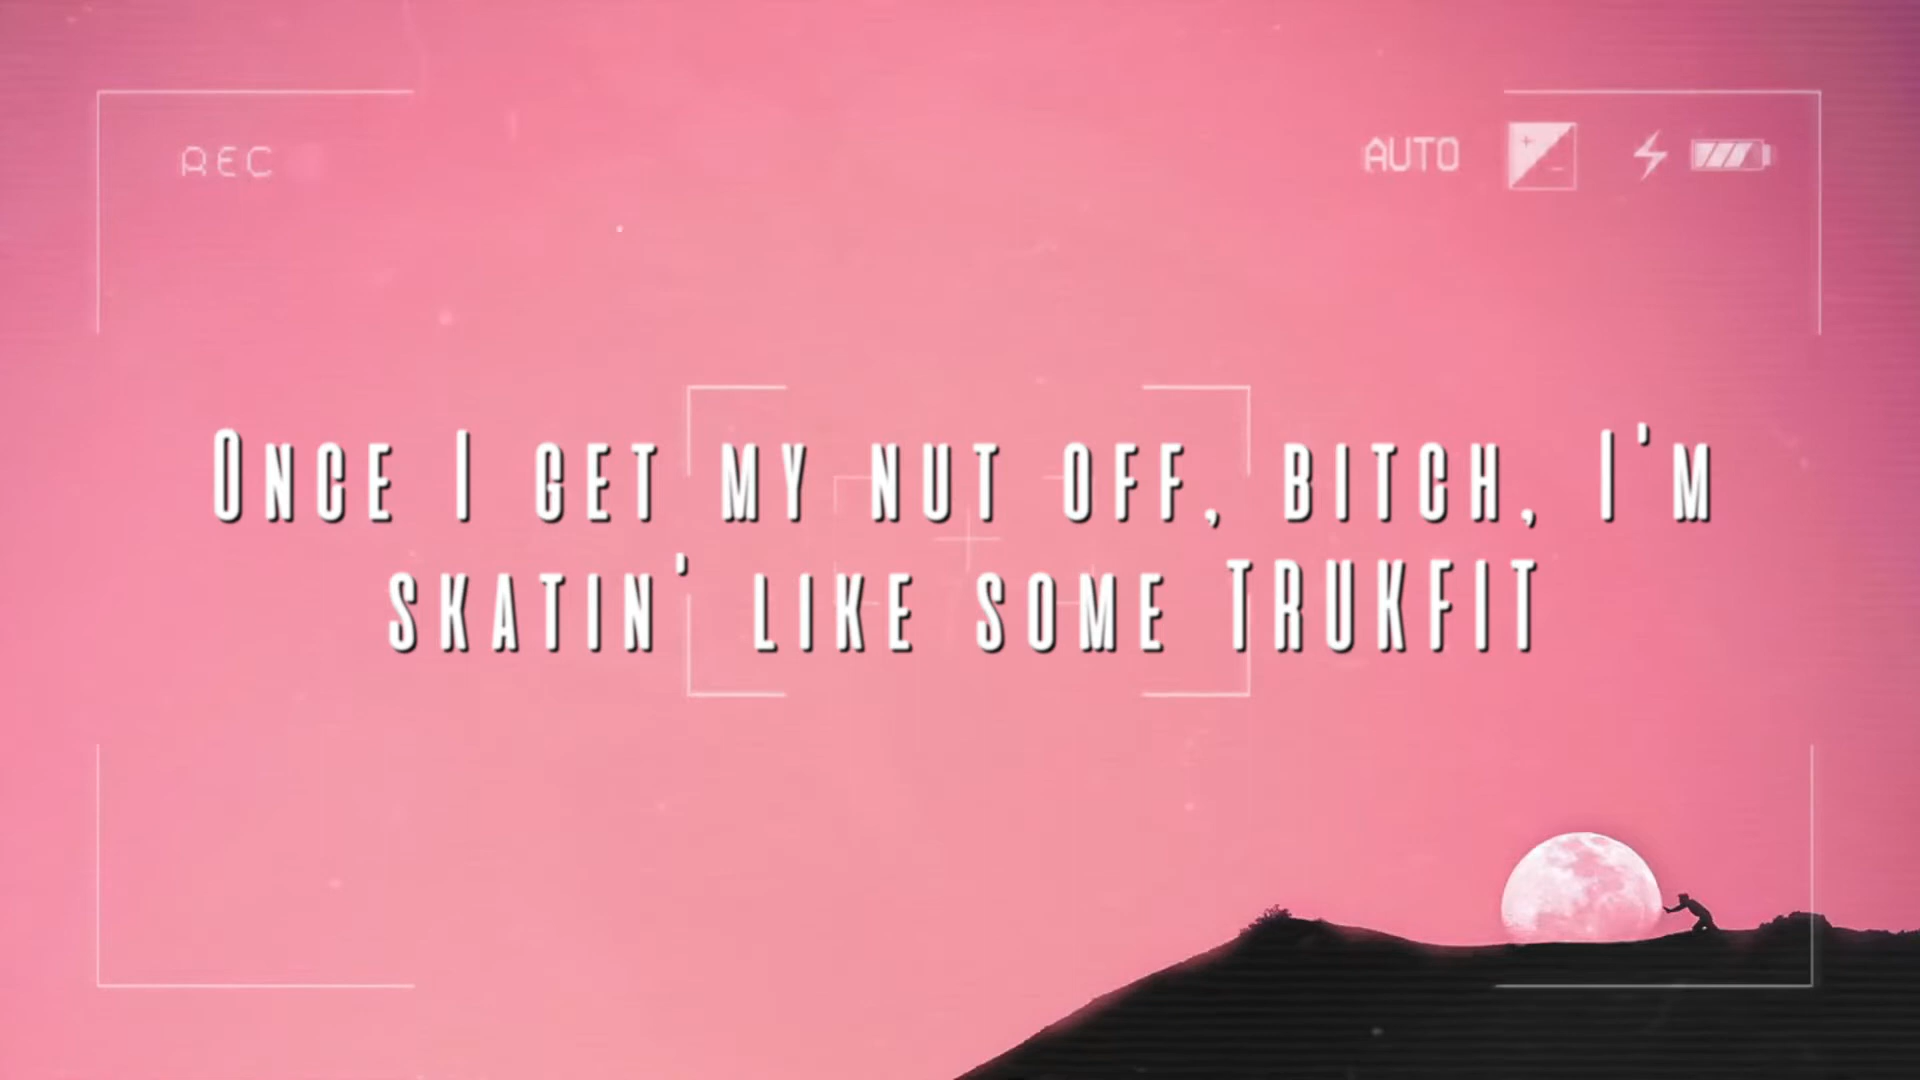 REC
AUTO
Once I get my nut off, bitch, I'm
skatin' like some TRUKFIT